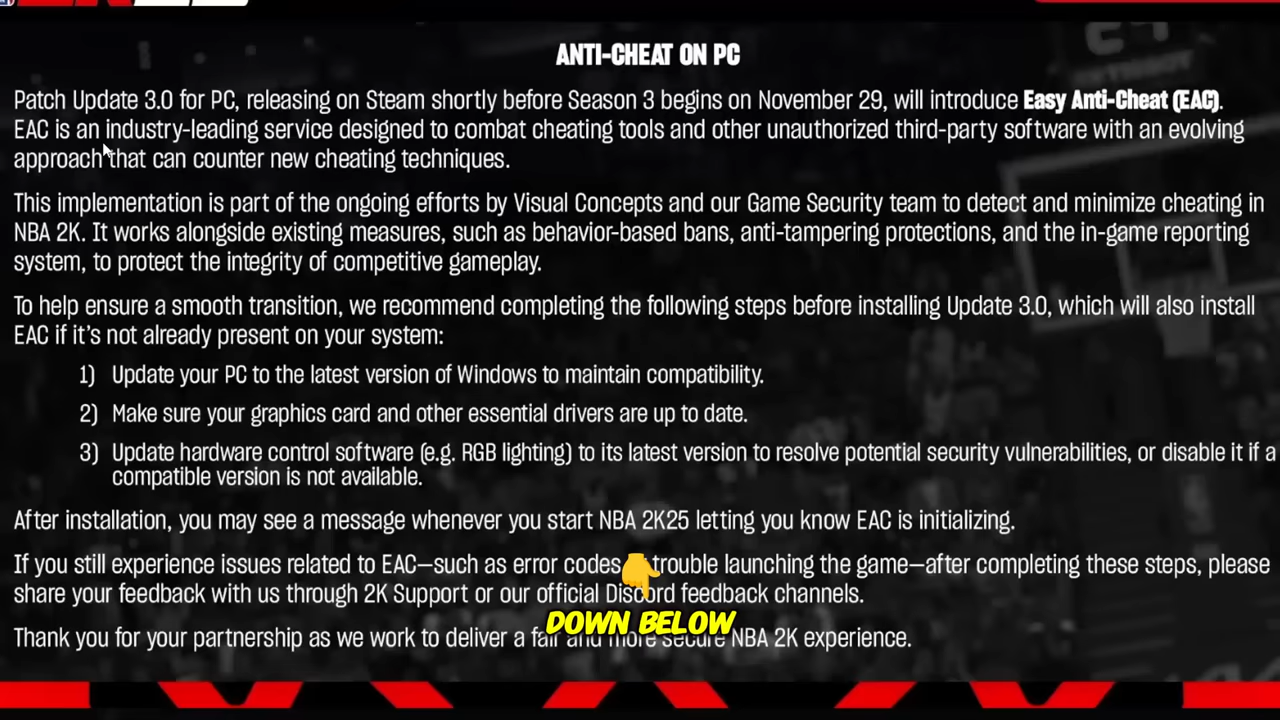 ANTI-CHEAT ON PC
Patch Update 3.0 for PC, releasing on Steam shortly before Season 3 begins on November 29, will introduce Easy Anti-Cheat (EAC).
EAC is an industry-leading service designed to combat cheating tools and other unauthorized third-party software with an evolving
approach that can counter new cheating techniques.
This implementation is part of the ongoing efforts by Visual Concepts and our Game Security team to detect and minimize cheating in
NBA 2K. It works alongside existing measures, such as behavior-based bans, anti-tampering protections, and the in-game reporting
system, to protect the integrity of competitive gameplay.
To help ensure a smooth transition, we recommend completing the following steps before installing Update 3.0, which will also install
EAC if it's not already present on your system:
1) Update your PC to the latest version of Windows to maintain compatibility.
2) Make sure your graphics card and other essential drivers are up to date.
3) Update hardware control software (e.g. RGB lighting) to its latest version to resolve potential security vulnerabilities, or disable it if a
compatible version is not available.
After installation, you may see a message whenever you start NBA 2K25 letting you know EAC is initializing.
If you still experience issues related to EAC—such as error codes trouble launching the game—after completing these steps, please
share your feedback with us through 2K Support or our official Discord feedback channels.
DOWN BELOW
Thank you for your partnership as we work to deliver a fair and more secure NBA 2K experience.